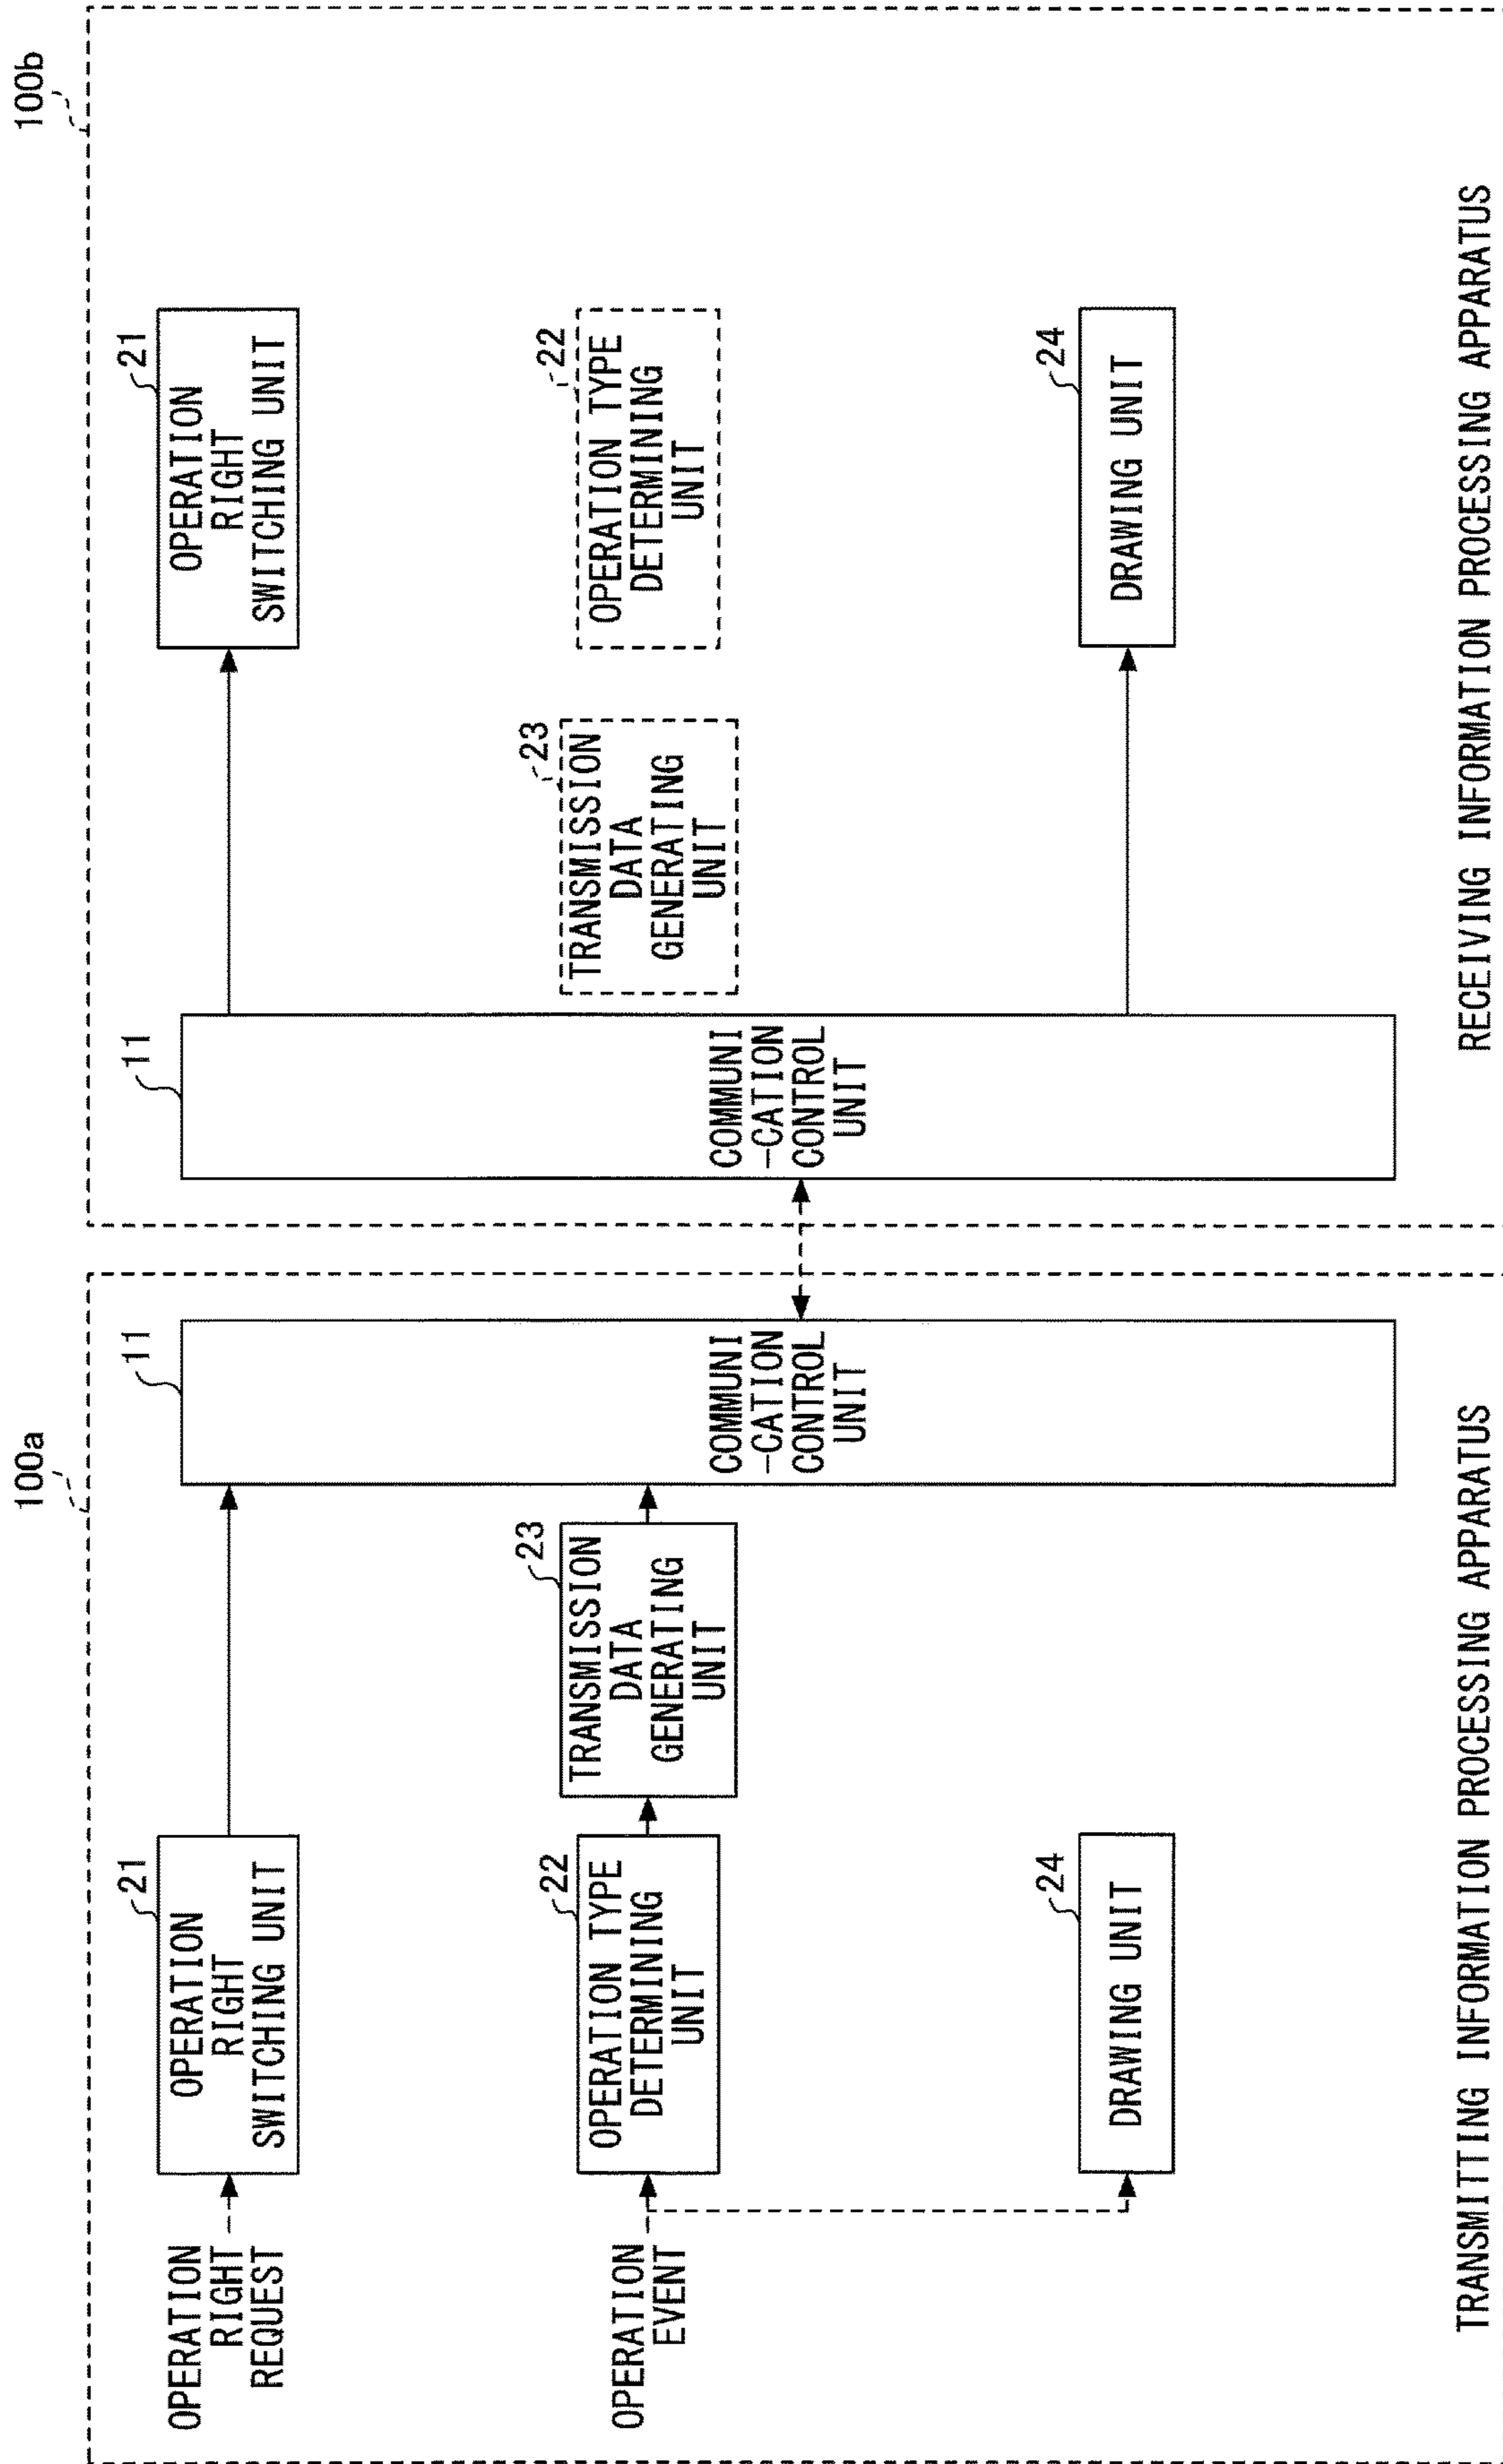 100a
OPERATION
RIGHT
REQUEST
21
OPERATION
RIGHT
SWITCHING UNIT
OPERATION
EVENT
22
OPERATION TYPE
DETERMINING
UNIT
23
TRANSMISSION
DATA
GENERATING
UNIT
24
DRAWING UNIT
11
COMMUNI
-CATION
CONTROL
UNIT
TRANSMITTING INFORMATION PROCESSING APPARATUS
100b
11
COMMUNI
-CATION
CONTROL
UNIT
21
OPERATION
RIGHT
SWITCHING UNIT
23
TRANSMISSION
DATA
GENERATING
UNIT
22
OPERATION TYPE
DETERMINING
UNIT
24
DRAWING UNIT
RECEIVING INFORMATION PROCESSING APPARATUS